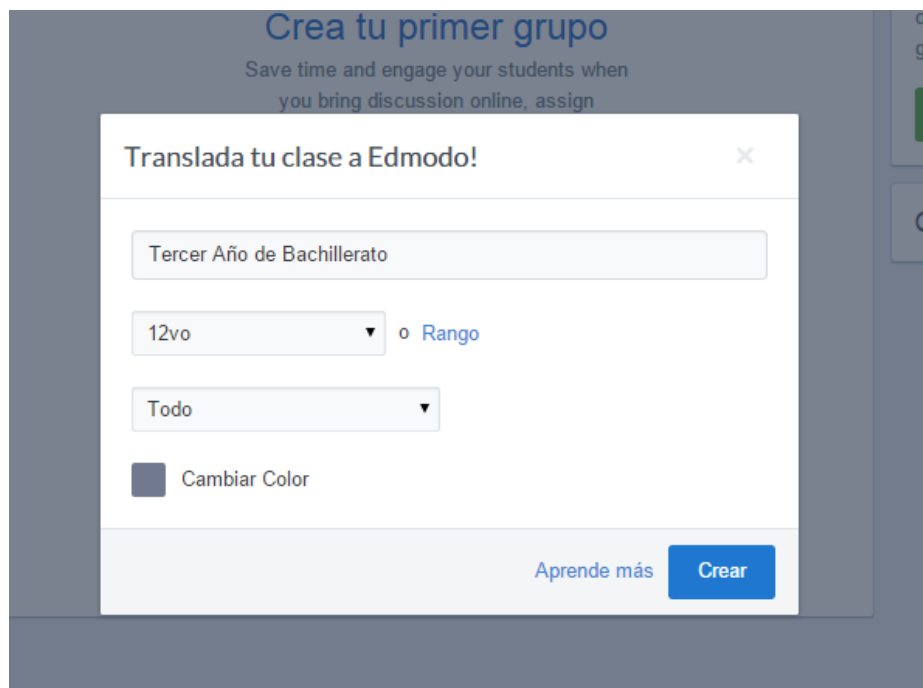 Crea tu primer grupo
Save time and engage your students when
you bring discussion online, assign
Translada tu clase a Edmodo!
Tercer Año de Bachillerato
12vo o Rango
Todo
Cambiar Color
Aprende más Crear